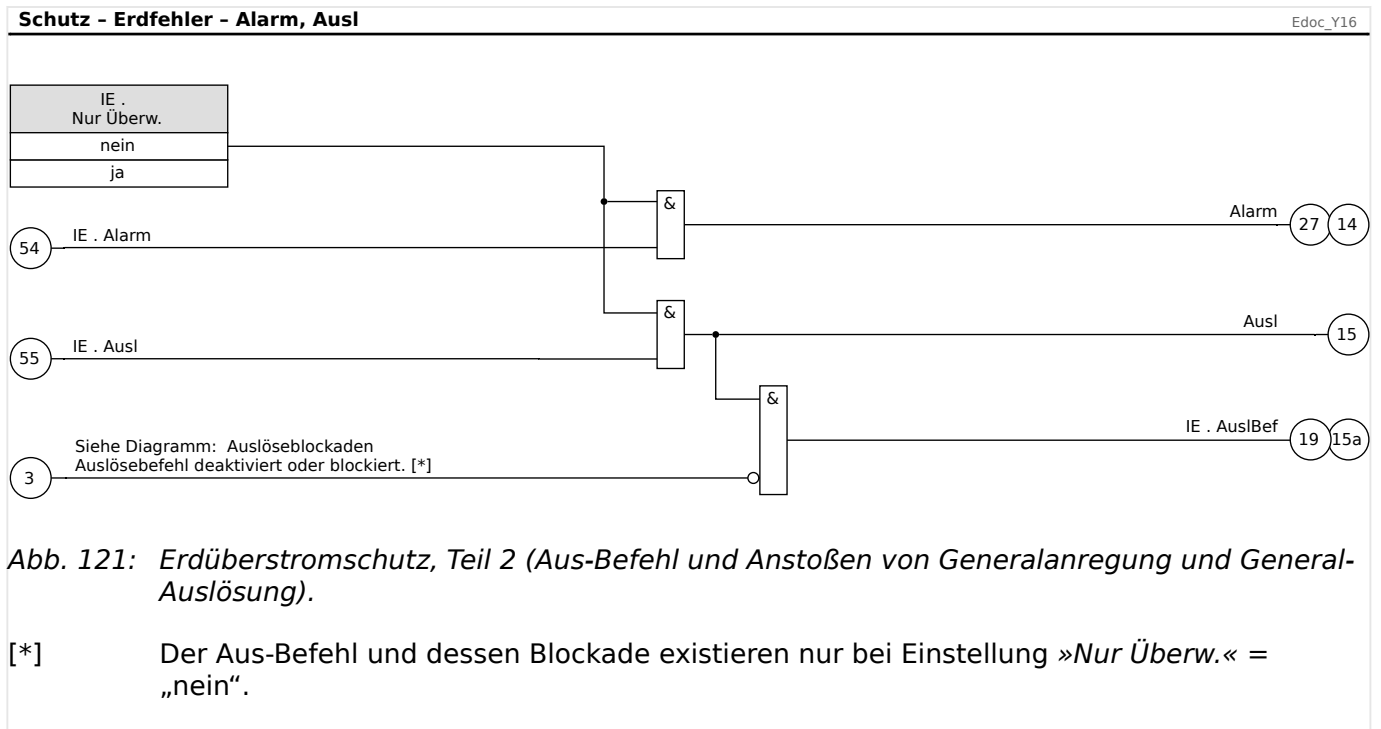 Schutz – Erdfehler – Alarm, Ausl
Edoc_Y16
IE .
Nur Überw.
nein
ja
&
Alarm
27
14
54
IE . Alarm
&
Ausl
15
55
IE . Ausl
&
IE . AuslBef
19
15a
Siehe Diagramm: Auslöseblockaden
Auslösebefehl deaktiviert oder blockiert. [*]
3
Abb. 121: Erdüberstromschutz, Teil 2 (Aus-Befehl und Anstoßen von Generalanregung und General-
Auslösung).
[*] Der Aus-Befehl und dessen Blockade existieren nur bei Einstellung »Nur Überw.« =
„nein“.